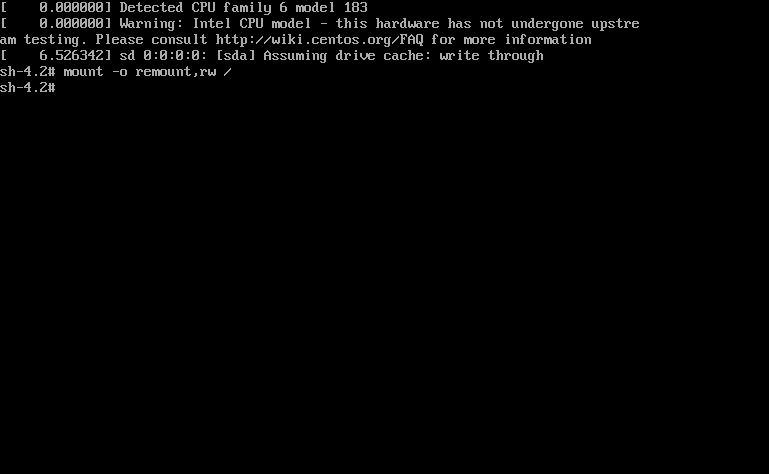 [    0.000000] Detected CPU family 6 model 183
[    0.000000] Warning: Intel CPU model - this hardware has not undergone upstre
am testing. Please consult http://wiki.centos.org/FAQ for more information
[    6.526342] sd 0:0:0:0: [sda] Assuming drive cache: write through
sh-4.2# mount -o remount,rw /
sh-4.2#